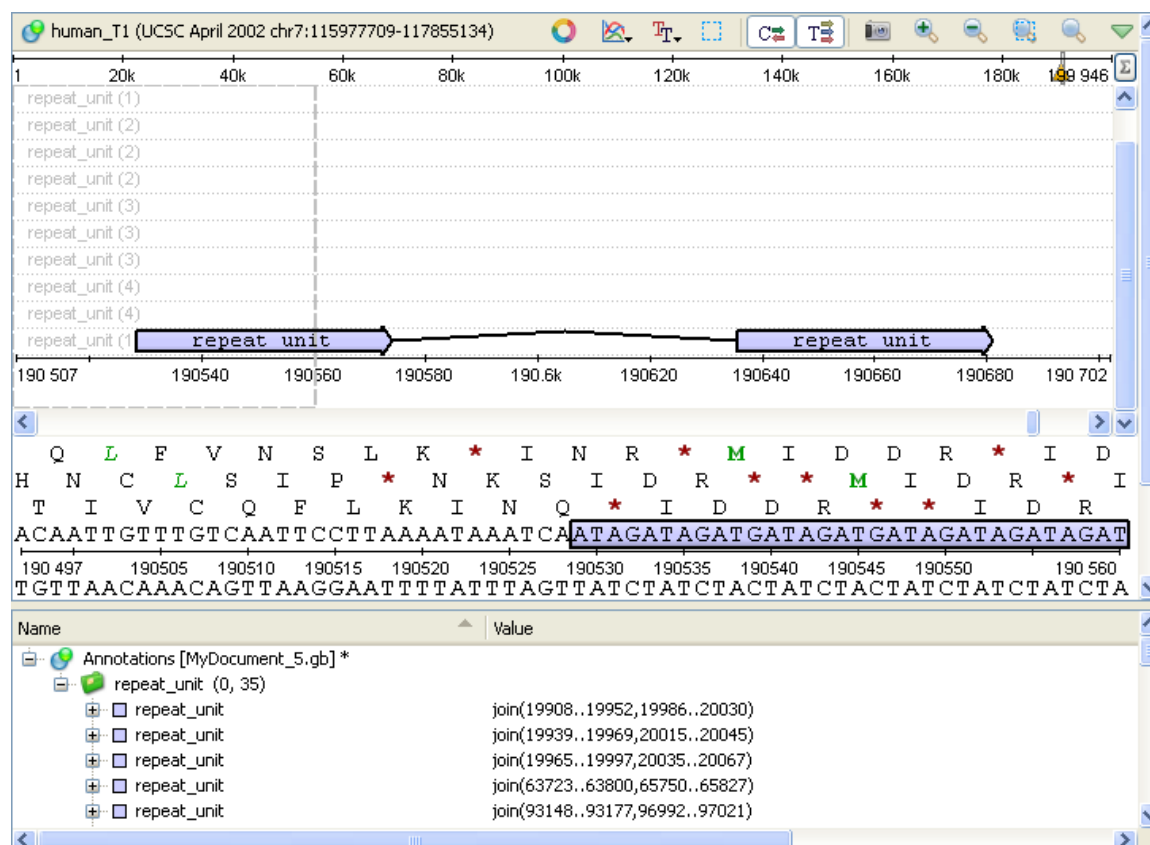 human_T1 (UCSC April 2002 chr7:115977709-117855134)
1 20k 40k 60k 80k 100k 120k 140k 160k 180k 199 946
repeat_unit (1)
repeat_unit (2)
repeat_unit (2)
repeat_unit (2)
repeat_unit (3)
repeat_unit (3)
repeat_unit (3)
repeat_unit (4)
repeat_unit (4)
repeat_unit (1 repeat unit repeat unit
190 507 190540 190560 190580 190.6k 190620 190640 190660 190680 190 702
Q L F V N S L K * I N R * M I D D R * I D
H N C L S I P * N K S I D R * * M I D R * I
T I V C Q F L K I N Q * I D D R * * I D R
ACAATTGTTTGTCAATTCCTTAAAATAAATCAATAGATAGATGATAGATGATAGATAGATAGAT
190 497 190505 190510 190515 190520 190525 190530 190535 190540 190545 190550 190 560
TGTTAACAAACAGTTAAGGAATTTTATTTAGTTATCTATCTACTATCTACTATCTATCTATCTA
Name Value
Annotations [MyDocument_5.gb] *
repeat_unit (0, 35)
repeat_unit join(19908..19952,19986..20030)
repeat_unit join(19939..19969,20015..20045)
repeat_unit join(19965..19997,20035..20067)
repeat_unit join(63723..63800,65750..65827)
repeat_unit join(93148..93177,96992..97021)